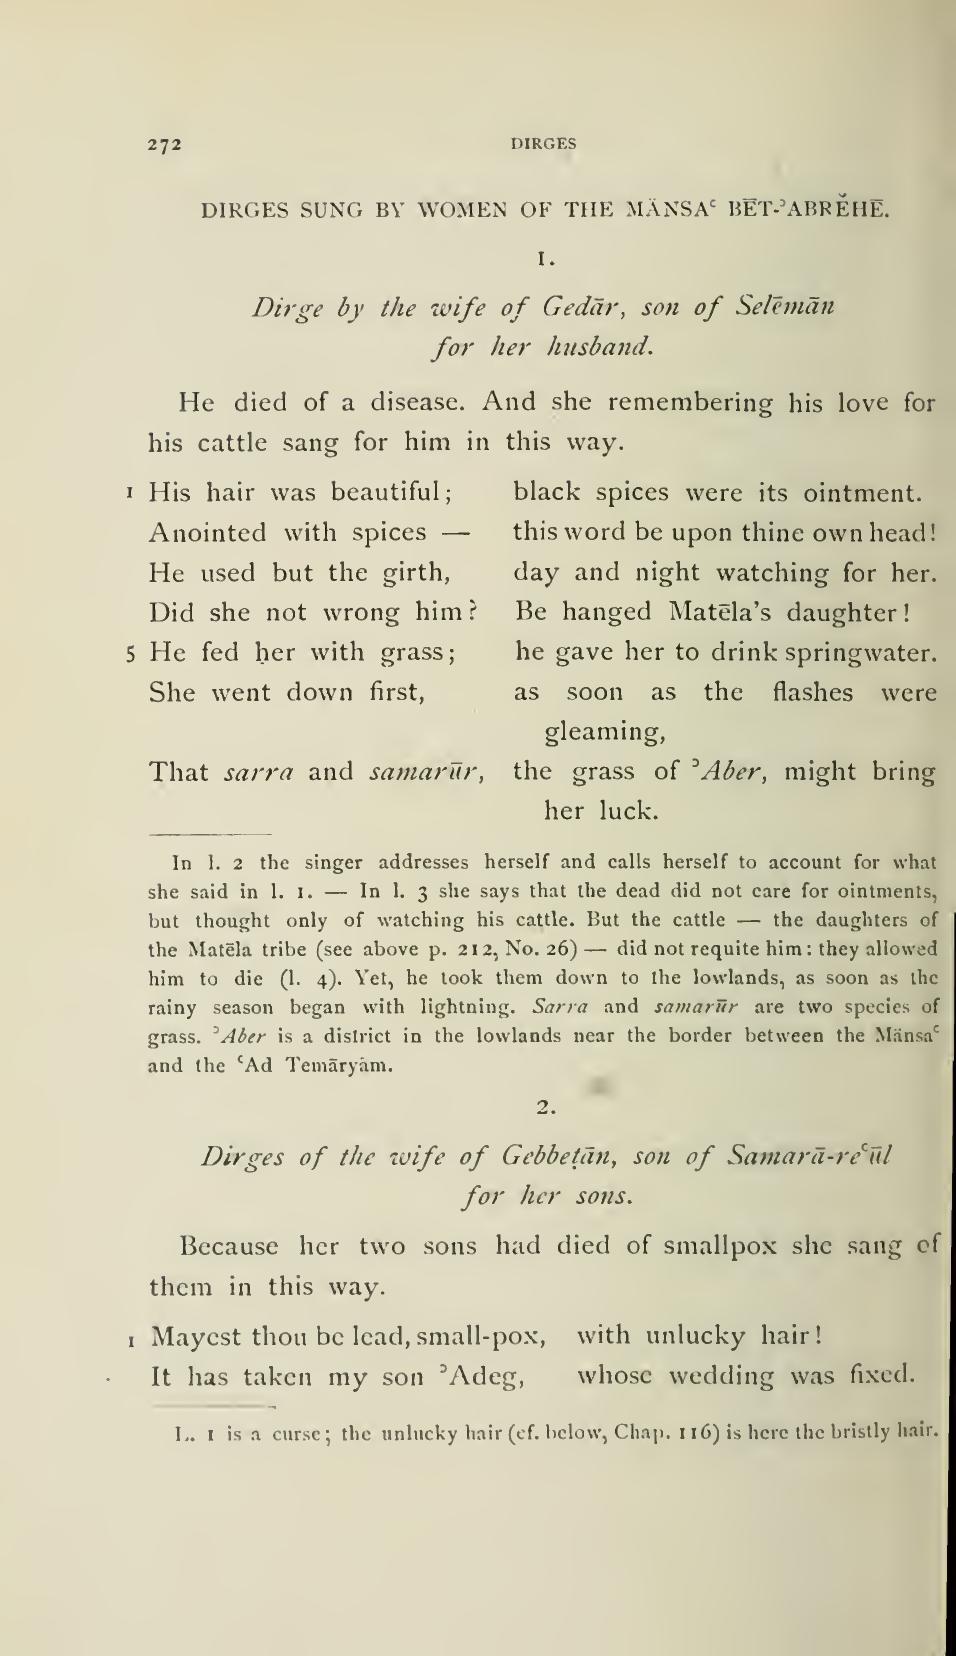 272 DIRGES
DIRGES SUNG BY WOMEN OF THE MÄNSAʿ BĒT-ʾABRĔHĒ.
1.
Dirge by the wife of Gedār, son of Selēmān
for her husband.
He died of a disease. And she remembering his love for
his cattle sang for him in this way.
1 His hair was beautiful; black spices were its ointment.
Anointed with spices — this word be upon thine own head!
He used but the girth, day and night watching for her.
Did she not wrong him? Be hanged Matēla's daughter!
5 He fed her with grass; he gave her to drink springwater.
She went down first, as soon as the flashes were
gleaming,
That sarra and samarūr, the grass of ʾAber, might bring
her luck.
In l. 2 the singer addresses herself and calls herself to account for what
she said in l. 1. — In l. 3 she says that the dead did not care for ointments,
but thought only of watching his cattle. But the cattle — the daughters of
the Matēla tribe (see above p. 212, No. 26) — did not requite him: they allowed
him to die (l. 4). Yet, he took them down to the lowlands, as soon as the
rainy season began with lightning. Sarra and samarūr are two species of
grass. ʾAber is a district in the lowlands near the border between the Mänsaʿ
and the ʿAd Temāryām.
2.
Dirges of the wife of Gebbeṭān, son of Samarā-reʿūl
for her sons.
Because her two sons had died of smallpox she sang of
them in this way.
1 Mayest thou be lead, small-pox, with unlucky hair!
It has taken my son ʾAdeg, whose wedding was fixed.
L. 1 is a curse; the unlucky hair (cf. below, Chap. 116) is here the bristly hair.